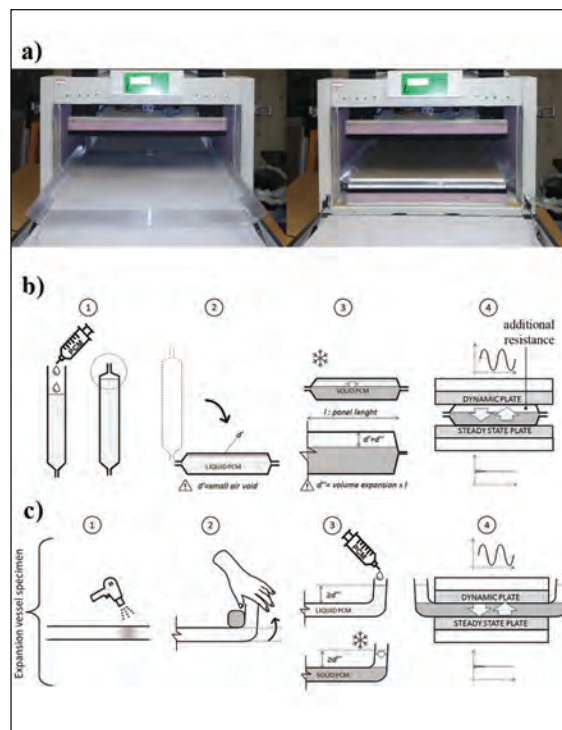 a)
b)
1
2
3
4
PCM
additional
resistance
SOLID PCM
DYNAMIC PLATE
STEADY STATE PLATE
l : panel lenght
d'
LIQUID PCM
d'=small air void
d'+d''
d''= volume expansion x l
c)
Expansion vessel specimen
1
2
3
4
PCM
≥d''
LIQUID PCM
≥d''
SOLID PCM
DYNAMIC PLATE
STEADY STATE PLATE